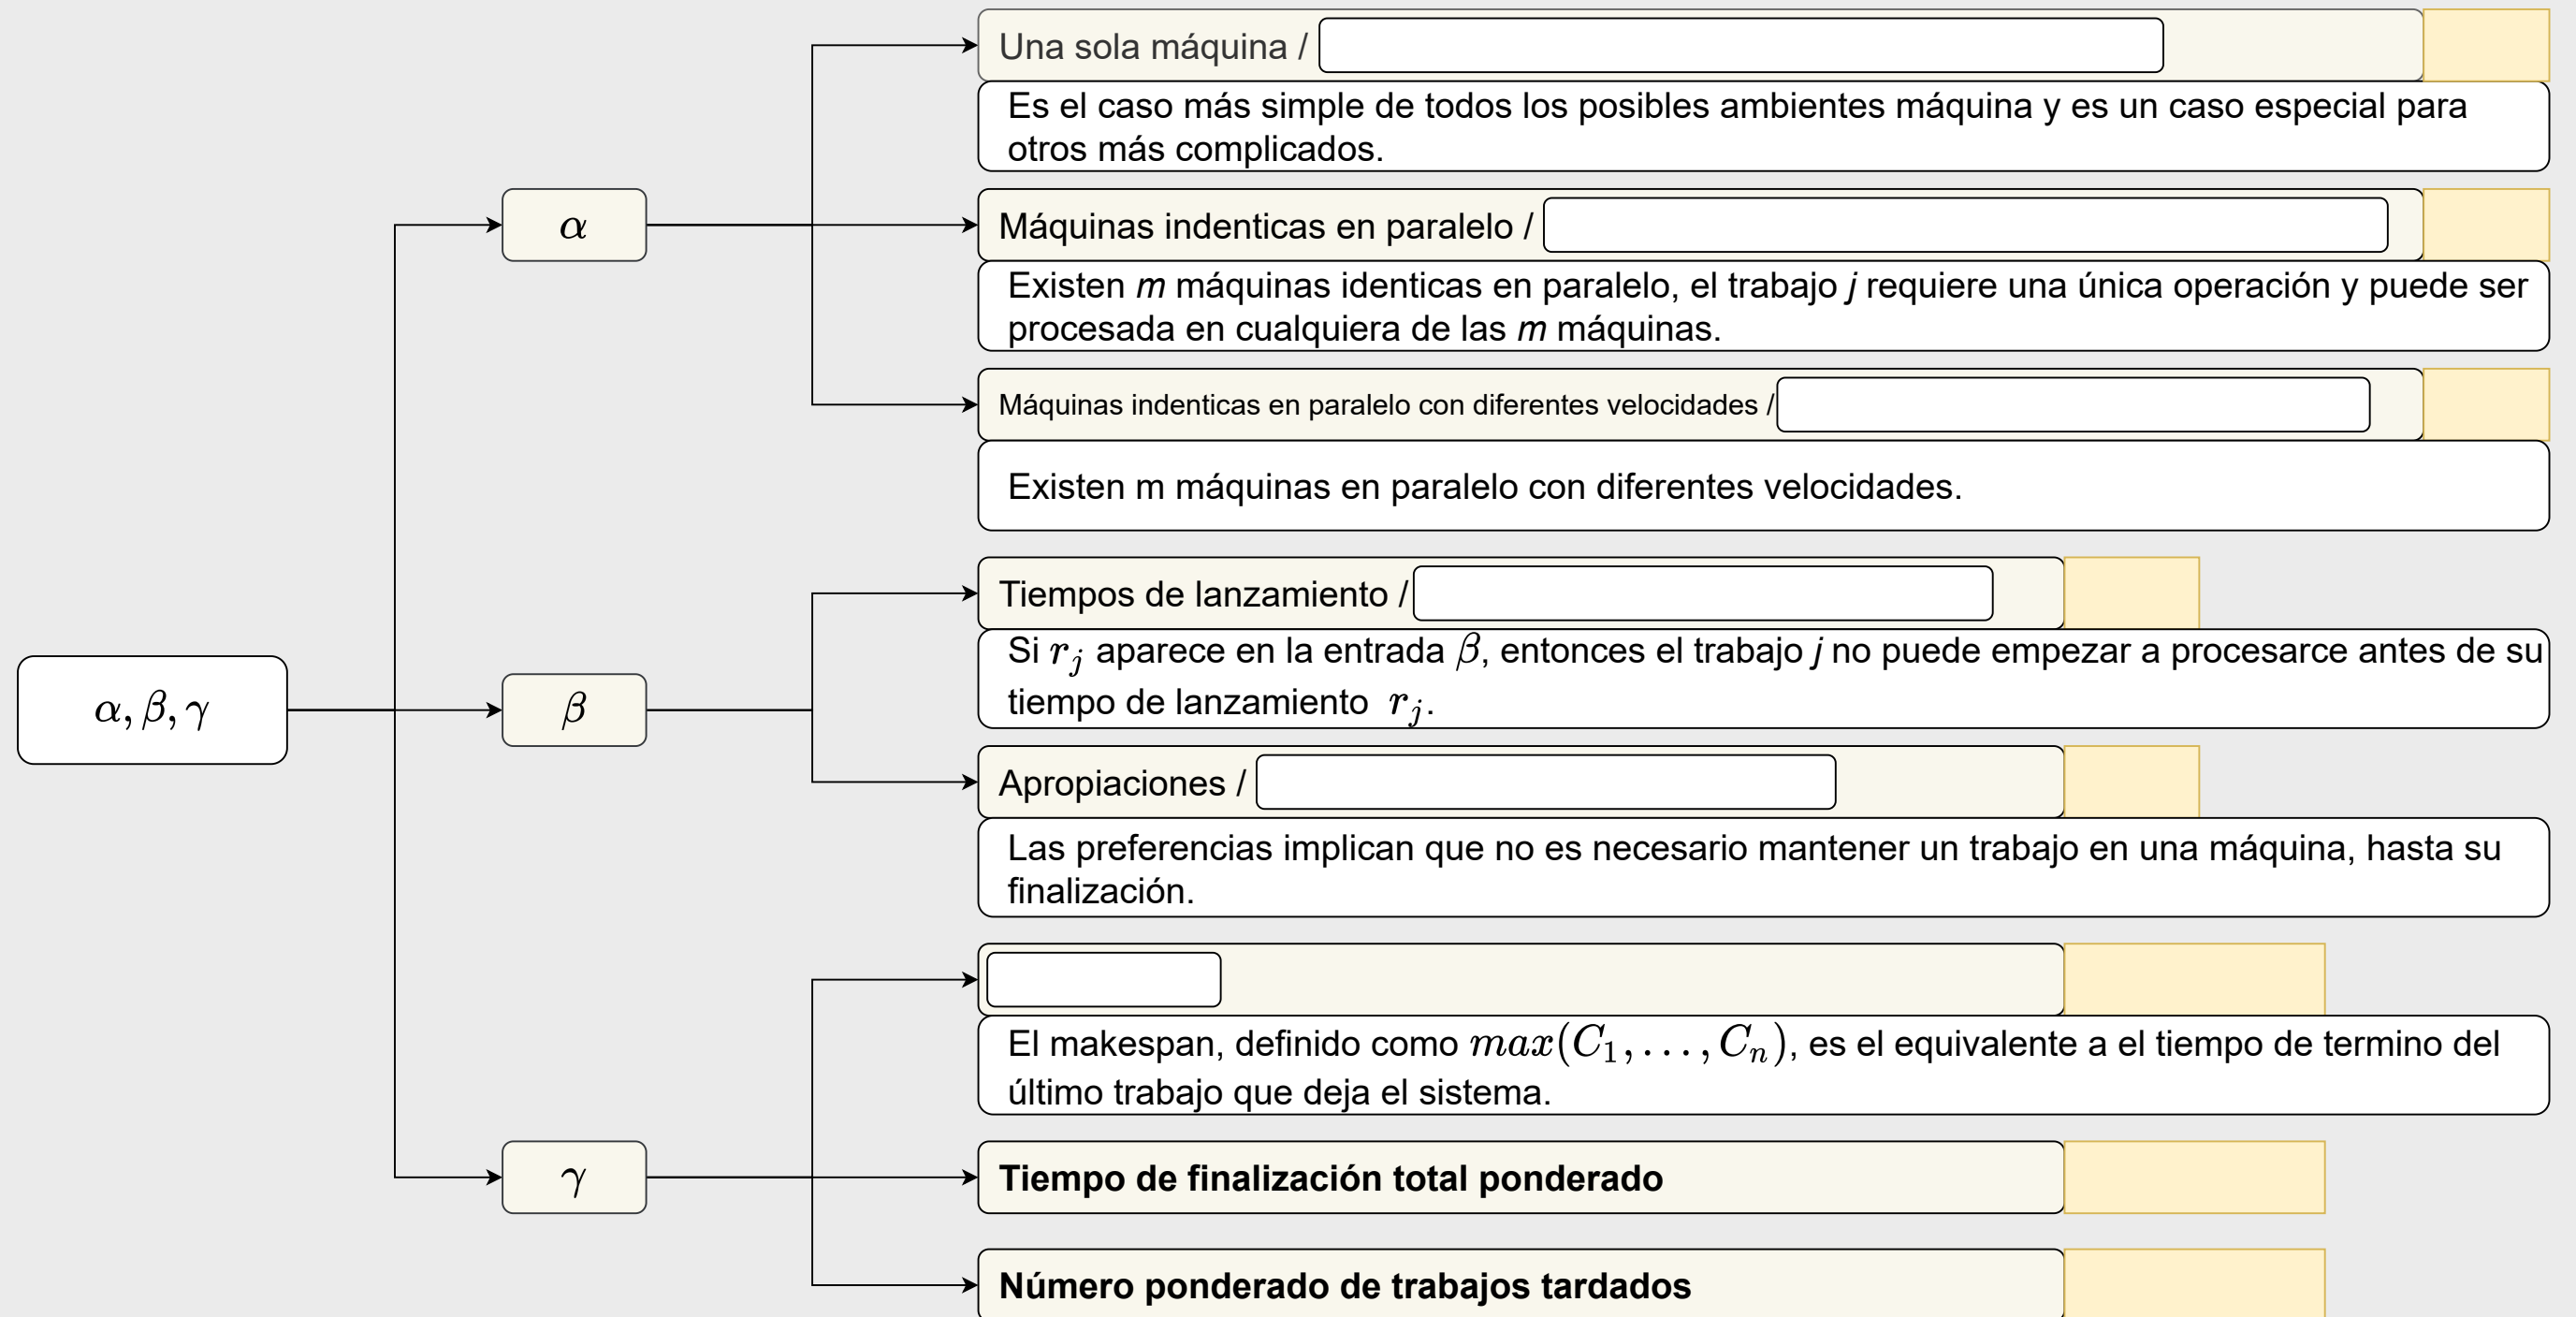 Una sola máquina /
Es el caso más simple de todos los posibles ambientes máquina y es un caso especial para
otros más complicados.
α
Máquinas indenticas en paralelo /
Existen m máquinas identicas en paralelo, el trabajo j requiere una única operación y puede ser
procesada en cualquiera de las m máquinas.
Máquinas indenticas en paralelo con diferentes velocidades /
Existen m máquinas en paralelo con diferentes velocidades.
α, β, γ
β
Tiempos de lanzamiento /
Si r_j aparece en la entrada β, entonces el trabajo j no puede empezar a procesarce antes de su
tiempo de lanzamiento r_j.
Apropiaciones /
Las preferencias implican que no es necesario mantener un trabajo en una máquina, hasta su
finalización.
El makespan, definido como max(C_1, ..., C_n), es el equivalente a el tiempo de termino del
último trabajo que deja el sistema.
γ
Tiempo de finalización total ponderado
Número ponderado de trabajos tardados